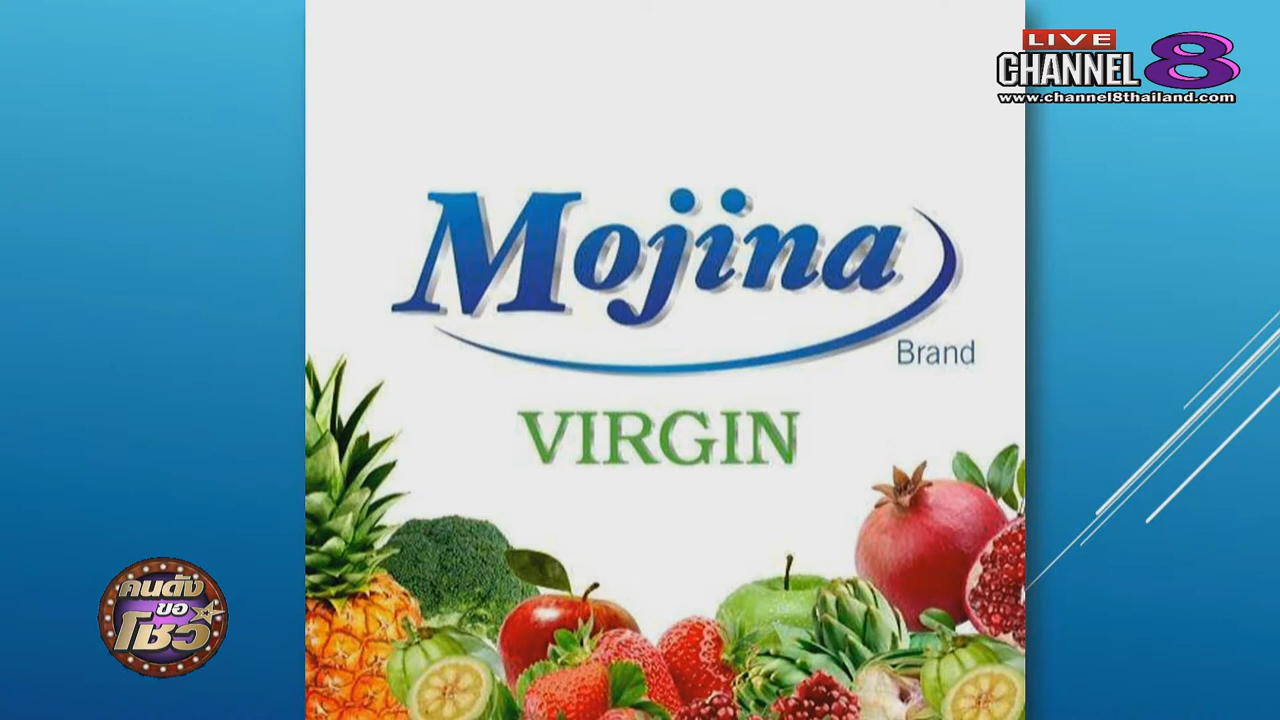 LIVE
CHANNEL 8
www.channel8thailand.com
Mojina
Brand
VIRGIN
คนดัง
ขอ
โชว์